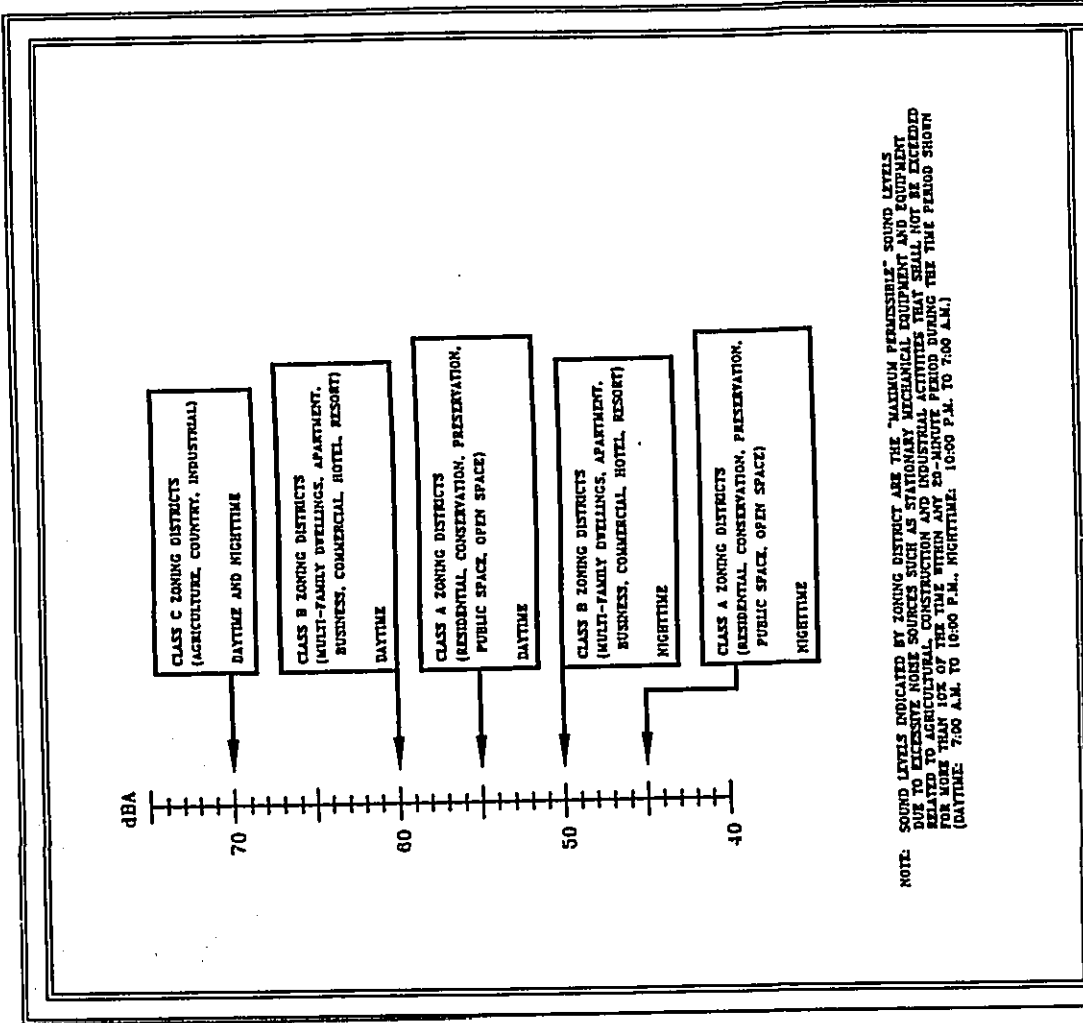 dBA
70
60
50
40
CLASS C ZONING DISTRICTS
(AGRICULTURE, COUNTRY, INDUSTRIAL)
DAYTIME AND NIGHTTIME
CLASS B ZONING DISTRICTS
(MULTI-FAMILY DWELLINGS, APARTMENT,
BUSINESS, COMMERCIAL, HOTEL, RESORT)
DAYTIME
CLASS A ZONING DISTRICTS
(RESIDENTIAL, CONSERVATION, PRESERVATION,
PUBLIC SPACE, OPEN SPACE)
DAYTIME
CLASS B ZONING DISTRICTS
(MULTI-FAMILY DWELLINGS, APARTMENT,
BUSINESS, COMMERCIAL, HOTEL, RESORT)
NIGHTTIME
CLASS A ZONING DISTRICTS
(RESIDENTIAL, CONSERVATION, PRESERVATION,
PUBLIC SPACE, OPEN SPACE)
NIGHTTIME
NOTE: SOUND LEVELS INDICATED BY ZONING DISTRICT ARE THE "MAXIMUM PERMISSIBLE" SOUND LEVELS
DUE TO EXCESSIVE NOISE SOURCES SUCH AS STATIONARY MECHANICAL EQUIPMENT AND EQUIPMENT
RELATED TO AGRICULTURAL, CONSTRUCTION AND INDUSTRIAL ACTIVITIES THAT SHALL NOT BE EXCEEDED
FOR MORE THAN 10% OF THE TIME WITHIN ANY 20-MINUTE PERIOD DURING THE TIME PERIOD SHOWN
(DAYTIME: 7:00 A.M. TO 10:00 P.M., NIGHTTIME: 10:00 P.M. TO 7:00 A.M.)